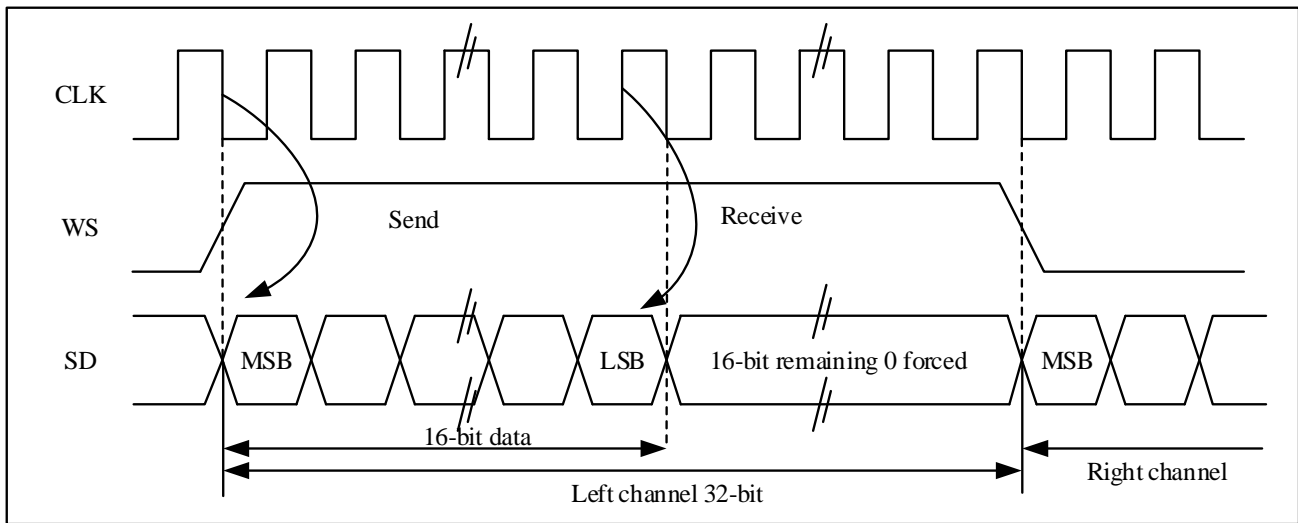 CLK
WS
Send
Receive
SD
MSB
LSB
16-bit remaining 0 forced
MSB
16-bit data
Left channel 32-bit
Right channel